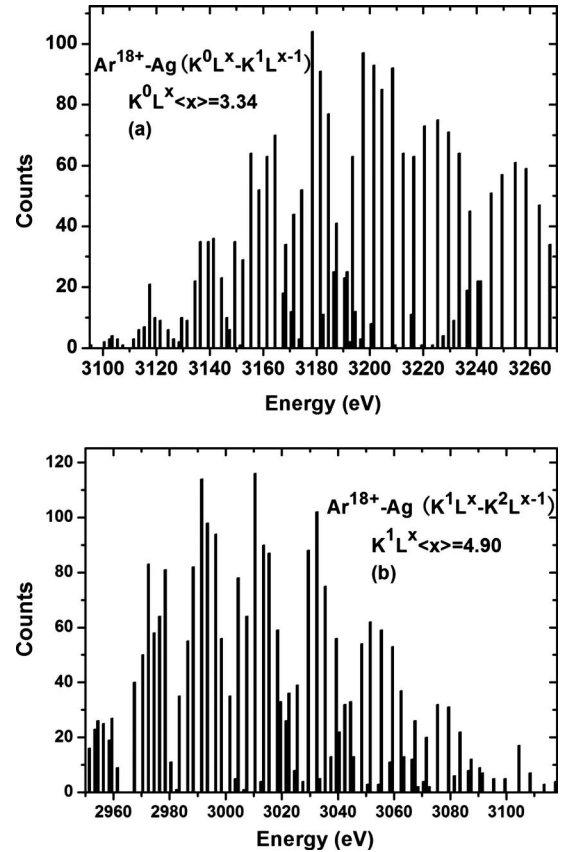 100
80
60
40
20
0
Counts
Ar18+-Ag (K0Lx-K1Lx-1)
K0Lx <x>=3.34
(a)
3100 3120 3140 3160 3180 3200 3220 3240 3260
Energy (eV)
120
100
80
60
40
20
0
Counts
Ar18+-Ag (K1Lx-K2Lx-1)
K1Lx <x>=4.90
(b)
2960 2980 3000 3020 3040 3060 3080 3100
Energy (eV)